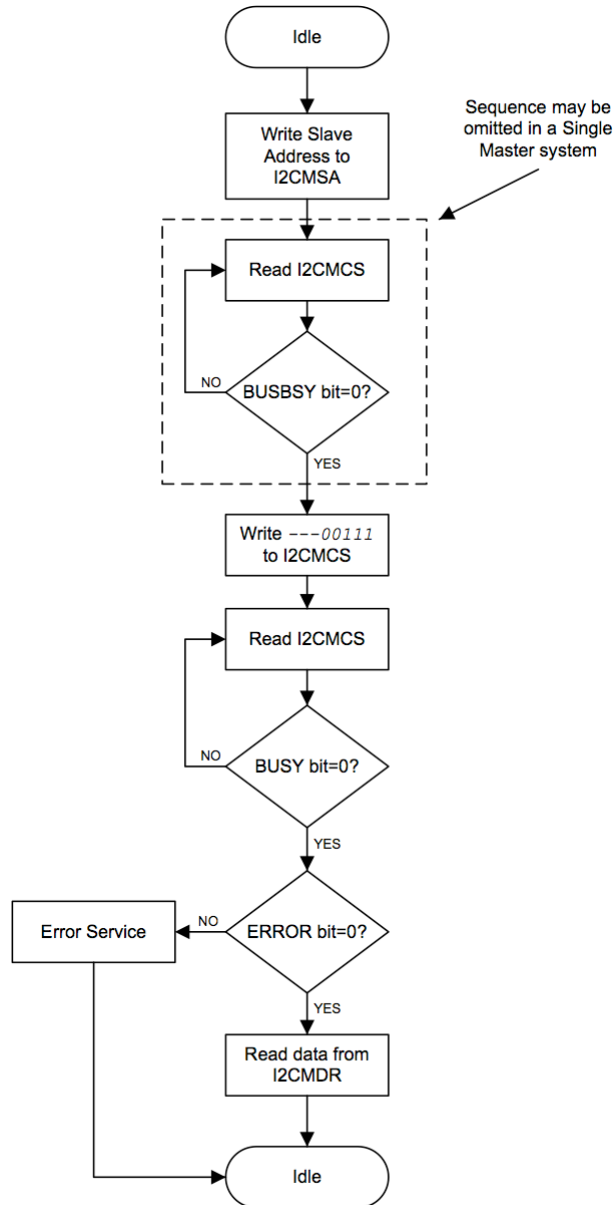 Idle
Sequence may be
omitted in a Single
Master system
Write Slave
Address to
I2CMSA
Read I2CMCS
NO
BUSBSY bit=0?
YES
Write ---00111
to I2CMCS
Read I2CMCS
NO
BUSY bit=0?
YES
Error Service
NO
ERROR bit=0?
YES
Read data from
I2CMDR
Idle